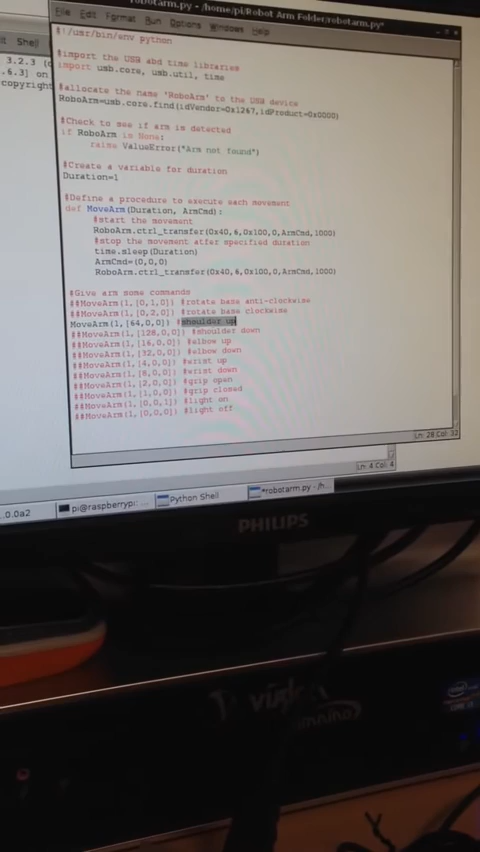 robotarm.py - /home/pi/Robot Arm Folder/robotarm.py*
File Edit Format Run Options Windows Help
Shell
3.2.3
.6.3] on
copyright
#!/usr/bin/env python
#import the USB abd time libraries
import usb.core, usb.util, time
#allocate the name 'RoboArm' to the USB device
RoboArm=usb.core.find(idVendor=0x1267,idProduct=0x0000)
#Check to see if arm is detected
if RoboArm is None:
raise ValueError("Arm not found")
#Create a variable for duration
Duration=1
#Define a procedure to execute each movement
def MoveArm(Duration, ArmCmd):
#start the movement
RoboArm.ctrl_transfer(0x40,6,0x100,0,ArmCmd,1000)
#stop the movement atfer specified duration
time.sleep(Duration)
ArmCmd=(0,0,0)
RoboArm.ctrl_transfer(0x40,6,0x100,0,ArmCmd,1000)
#Give arm some commands
##MoveArm(1,[0,1,0]) #rotate base anti-clockwise
##MoveArm(1,[0,2,0]) #rotate base clockwise
MoveArm(1,[64,0,0]) #shoulder up
##MoveArm(1,[128,0,0]) #shoulder down
##MoveArm(1,[16,0,0]) #elbow up
##MoveArm(1,[32,0,0]) #elbow down
##MoveArm(1,[4,0,0]) #wrist up
##MoveArm(1,[8,0,0]) #wrist down
##MoveArm(1,[2,0,0]) #grip open
##MoveArm(1,[1,0,0]) #grip closed
##MoveArm(1,[0,0,1]) #light on
##MoveArm(1,[0,0,0]) #light off
Ln: 28 Col: 32
Ln: 4 Col: 4
..0.0a2
pi@raspberrypi: ...
Python Shell
*robotarm.py - /h...
PHILIPS
intel